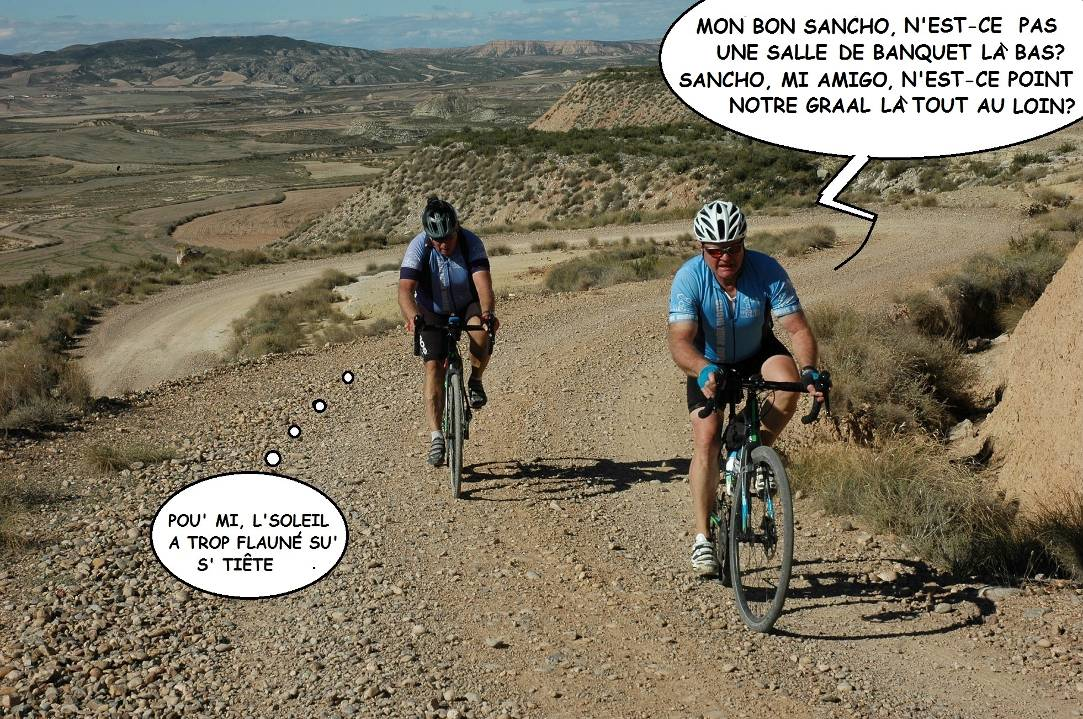 MON BON SANCHO, N'EST-CE PAS
UNE SALLE DE BANQUET LÀ BAS?
SANCHO, MI AMIGO, N'EST-CE POINT
NOTRE GRAAL LÀ TOUT AU LOIN?
POU' MI, L'SOLEIL
A TROP FLAUNÉ SU'
S' TIÊTE .